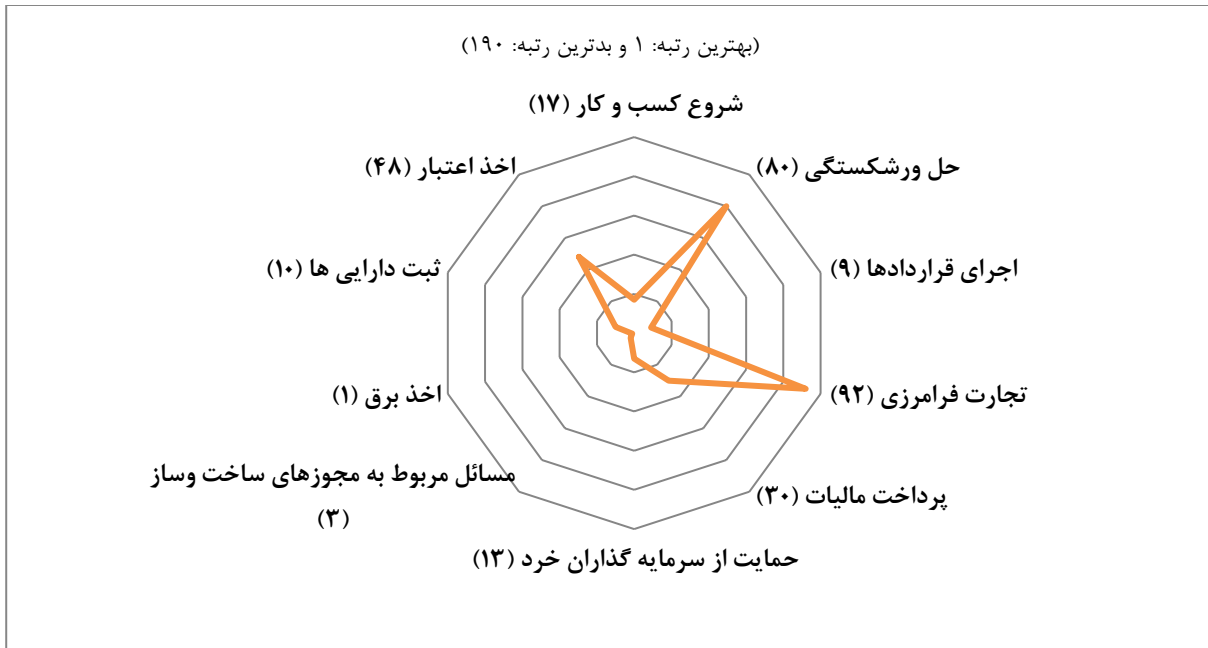 (بهترین رتبه: ۱ و بدترین رتبه: ۱۹۰)
شروع کسب و کار (۱۷)
حل ورشکستگی (۸۰)
اخذ اعتبار (۴۸)
اجرای قراردادها (۹)
ثبت دارایی ها (۱۰)
تجارت فرامرزی (۹۲)
اخذ برق (۱)
پرداخت مالیات (۳۰)
مسائل مربوط به مجوزهای ساخت وساز
(۳)
حمایت از سرمایه گذاران خرد (۱۳)